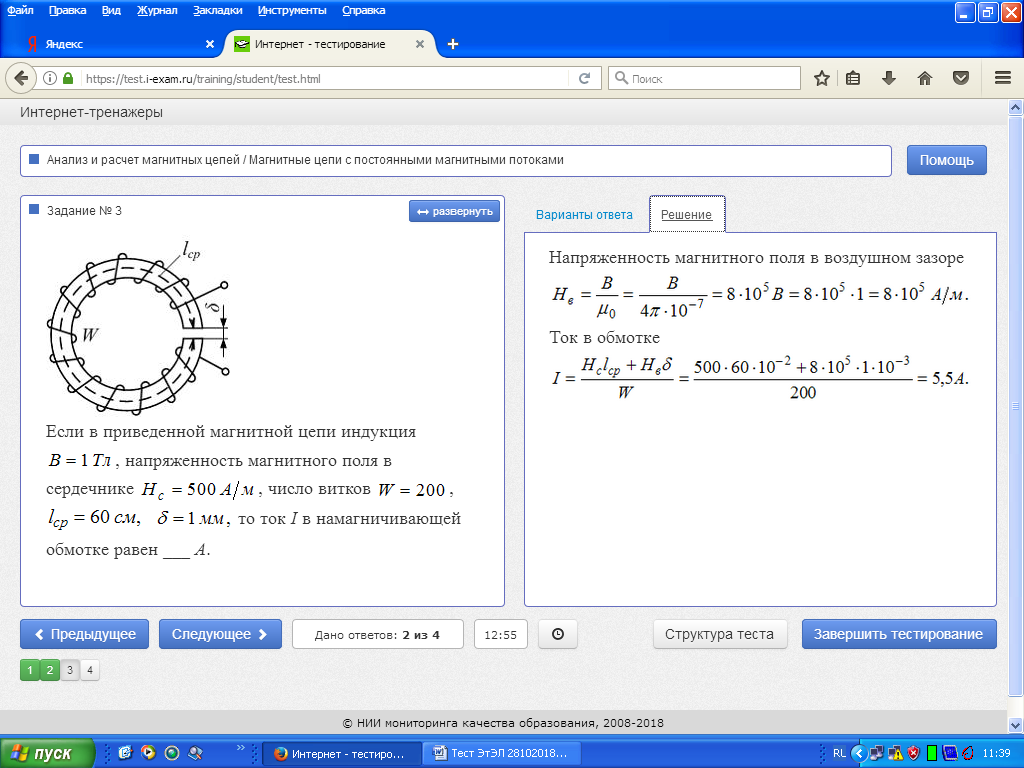 Файл Правка Вид Журнал Закладки Инструменты Справка
Яндекс × Интернет - тестирование × +
https://test.i-exam.ru/training/student/test.html Поиск
Интернет-тренажеры
Анализ и расчет магнитных цепей / Магнитные цепи с постоянными магнитными потоками Помощь
Задание № 3 ↔ развернуть
l_ср
δ
W
Если в приведенной магнитной цепи индукция
B = 1 Тл , напряженность магнитного поля в
сердечнике H_c = 500 А/м , число витков W = 200 ,
l_ср = 60 см, δ = 1 мм, то ток I в намагничивающей
обмотке равен ___ А.
Варианты ответа Решение
Напряженность магнитного поля в воздушном зазоре
H_в = B/μ_0 = B/(4π·10^−7) = 8·10^5 B = 8·10^5 ·1 = 8·10^5 А/м.
Ток в обмотке
I = (H_c l_ср + H_в δ)/W = (500·60·10^−2 + 8·10^5 ·1·10^−3)/200 = 5,5А.
Предыдущее Следующее Дано ответов: 2 из 4 12:55 Структура теста Завершить тестирование
1 2 3 4
© НИИ мониторинга качества образования, 2008-2018
пуск » Интернет - тестиро... Тест ЭтЭЛ 28102018... RL 11:39